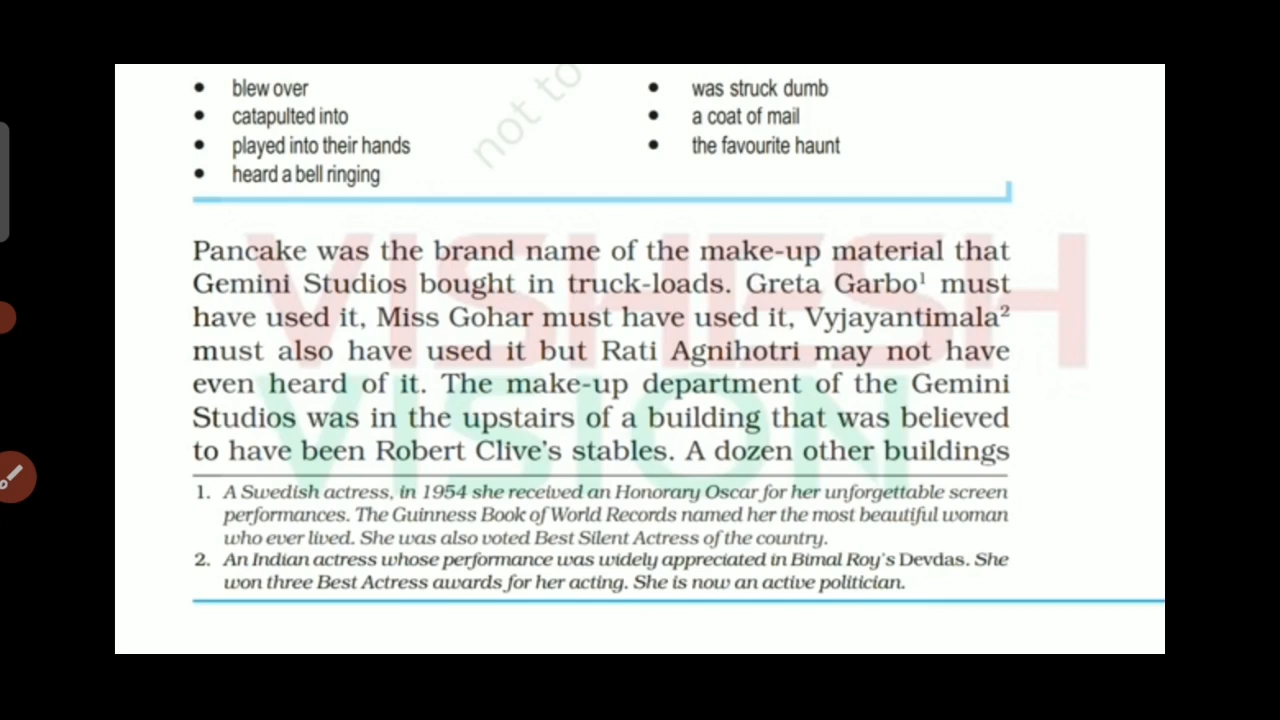 not to
• blew over
• was struck dumb
• catapulted into
• a coat of mail
• played into their hands
• the favourite haunt
• heard a bell ringing
VISHESH
VISION
Pancake was the brand name of the make-up material that
Gemini Studios bought in truck-loads. Greta Garbo¹ must
have used it, Miss Gohar must have used it, Vyjayantimala²
must also have used it but Rati Agnihotri may not have
even heard of it. The make-up department of the Gemini
Studios was in the upstairs of a building that was believed
to have been Robert Clive's stables. A dozen other buildings
1. A Swedish actress, in 1954 she received an Honorary Oscar for her unforgettable screen
performances. The Guinness Book of World Records named her the most beautiful woman
who ever lived. She was also voted Best Silent Actress of the country.
2. An Indian actress whose performance was widely appreciated in Bimal Roy's Devdas. She
won three Best Actress awards for her acting. She is now an active politician.